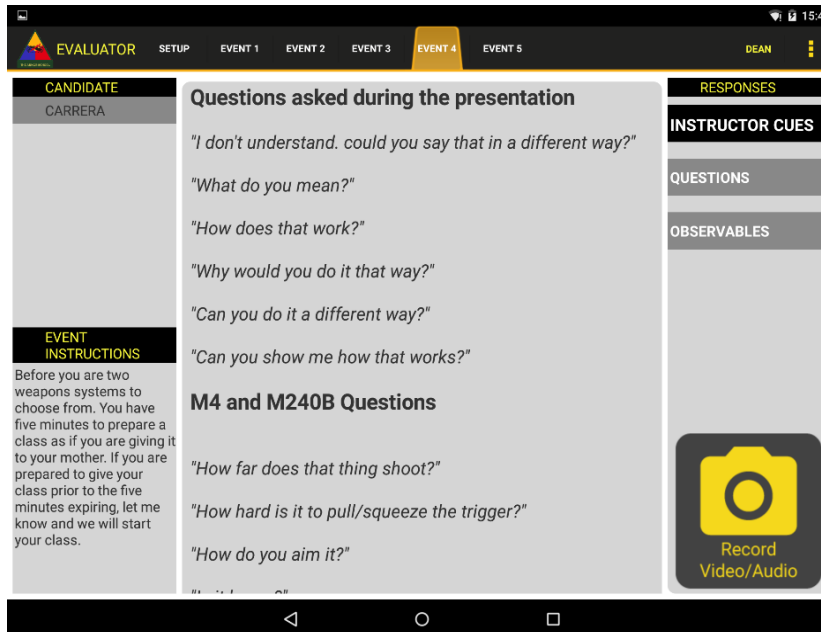 15:4
EVALUATOR
SETUP
EVENT 1
EVENT 2
EVENT 3
EVENT 4
EVENT 5
DEAN
CANDIDATE
CARRERA
EVENT
INSTRUCTIONS
Before you are two
weapons systems to
choose from. You have
five minutes to prepare a
class as if you are giving it
to your mother. If you are
prepared to give your
class prior to the five
minutes expiring, let me
know and we will start
your class.
Questions asked during the presentation
"I don't understand. could you say that in a different way?"
"What do you mean?"
"How does that work?"
"Why would you do it that way?"
"Can you do it a different way?"
"Can you show me how that works?"
M4 and M240B Questions
"How far does that thing shoot?"
"How hard is it to pull/squeeze the trigger?"
"How do you aim it?"
RESPONSES
INSTRUCTOR CUES
QUESTIONS
OBSERVABLES
Record
Video/Audio